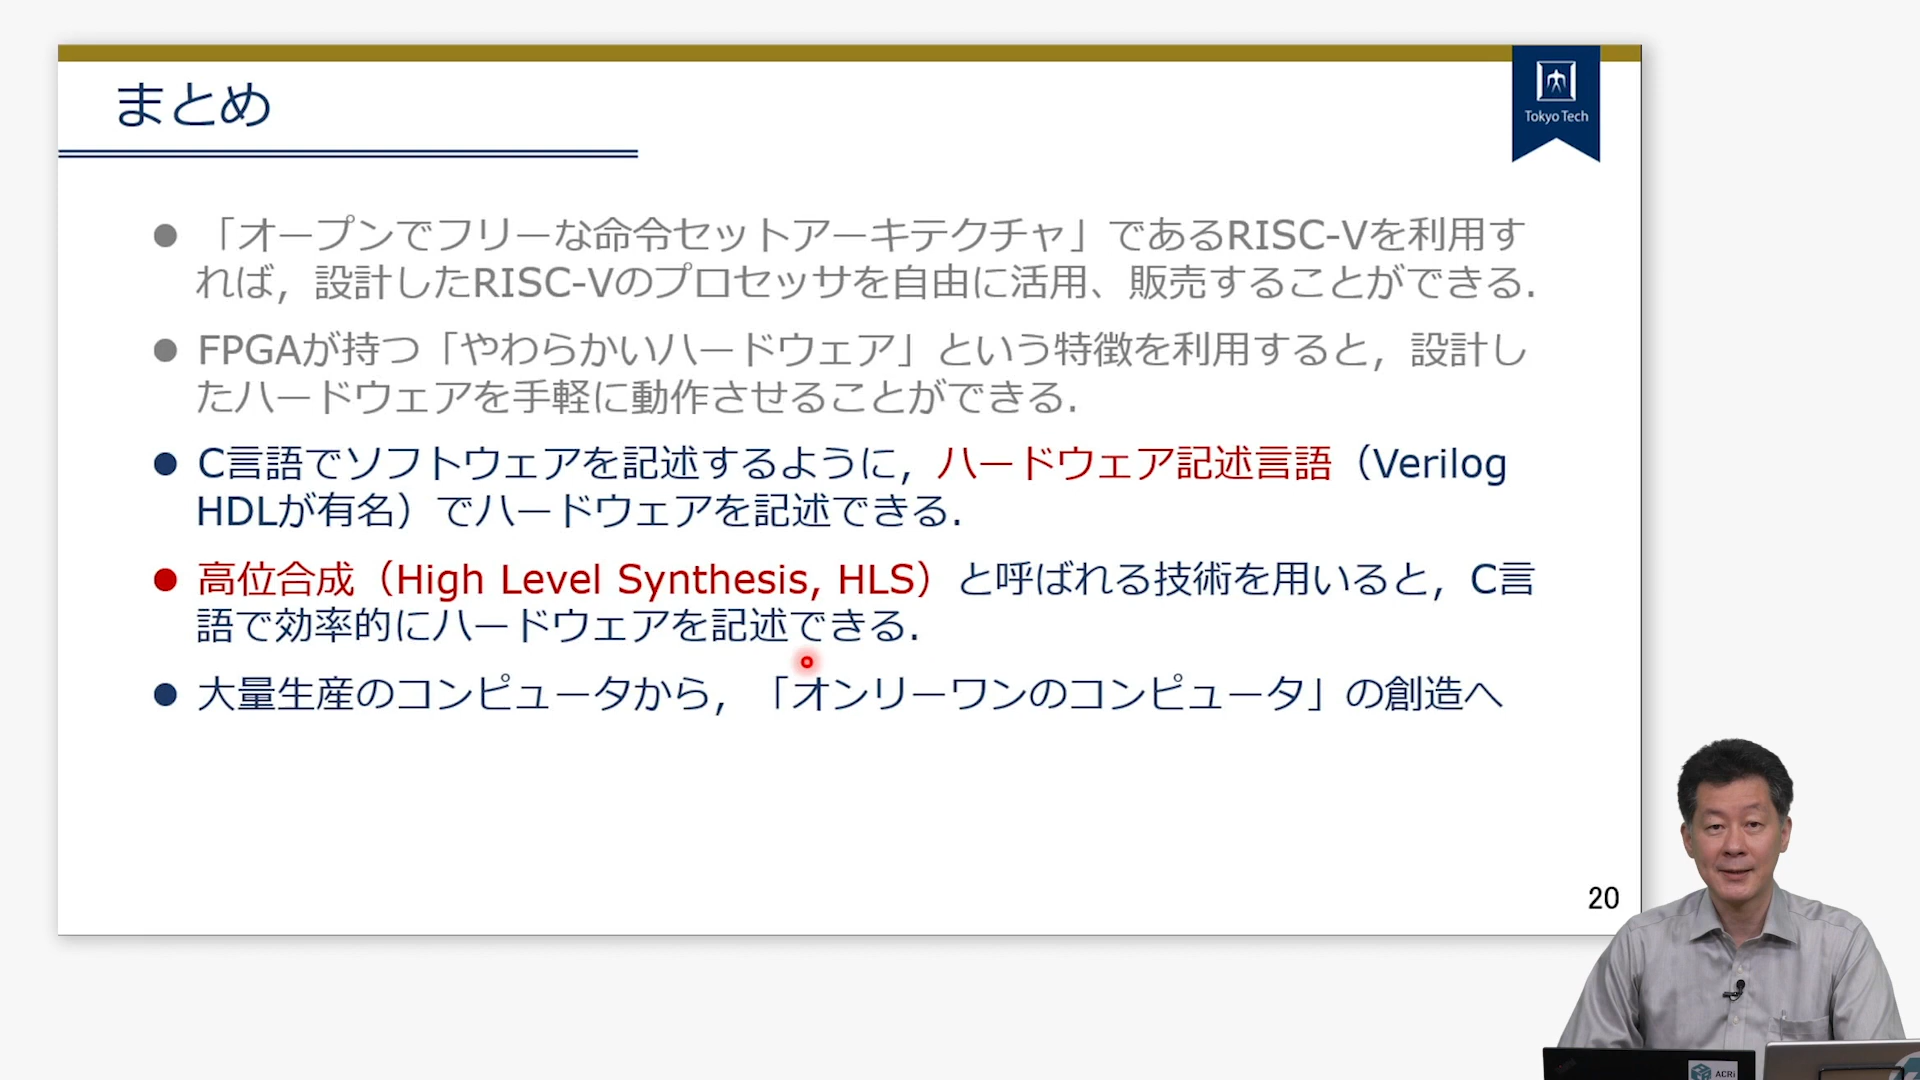 まとめ
Tokyo Tech
「オープンでフリーな命令セットアーキテクチャ」であるRISC-Vを利用す
れば，設計したRISC-Vのプロセッサを自由に活用、販売することができる．
FPGAが持つ「やわらかいハードウェア」という特徴を利用すると，設計し
たハードウェアを手軽に動作させることができる．
C言語でソフトウェアを記述するように，ハードウェア記述言語（Verilog
HDLが有名）でハードウェアを記述できる．
高位合成（High Level Synthesis, HLS）と呼ばれる技術を用いると，C言
語で効率的にハードウェアを記述できる．
大量生産のコンピュータから，「オンリーワンのコンピュータ」の創造へ
20
ACRi